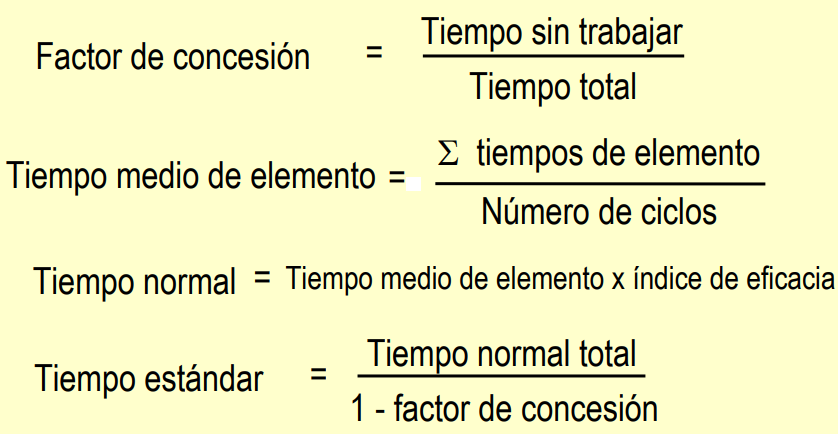 Factor de concesión = Tiempo sin trabajar
Tiempo total
Tiempo medio de elemento = Σ tiempos de elemento
Número de ciclos
Tiempo normal = Tiempo medio de elemento x índice de eficacia
Tiempo estándar = Tiempo normal total
1 - factor de concesión